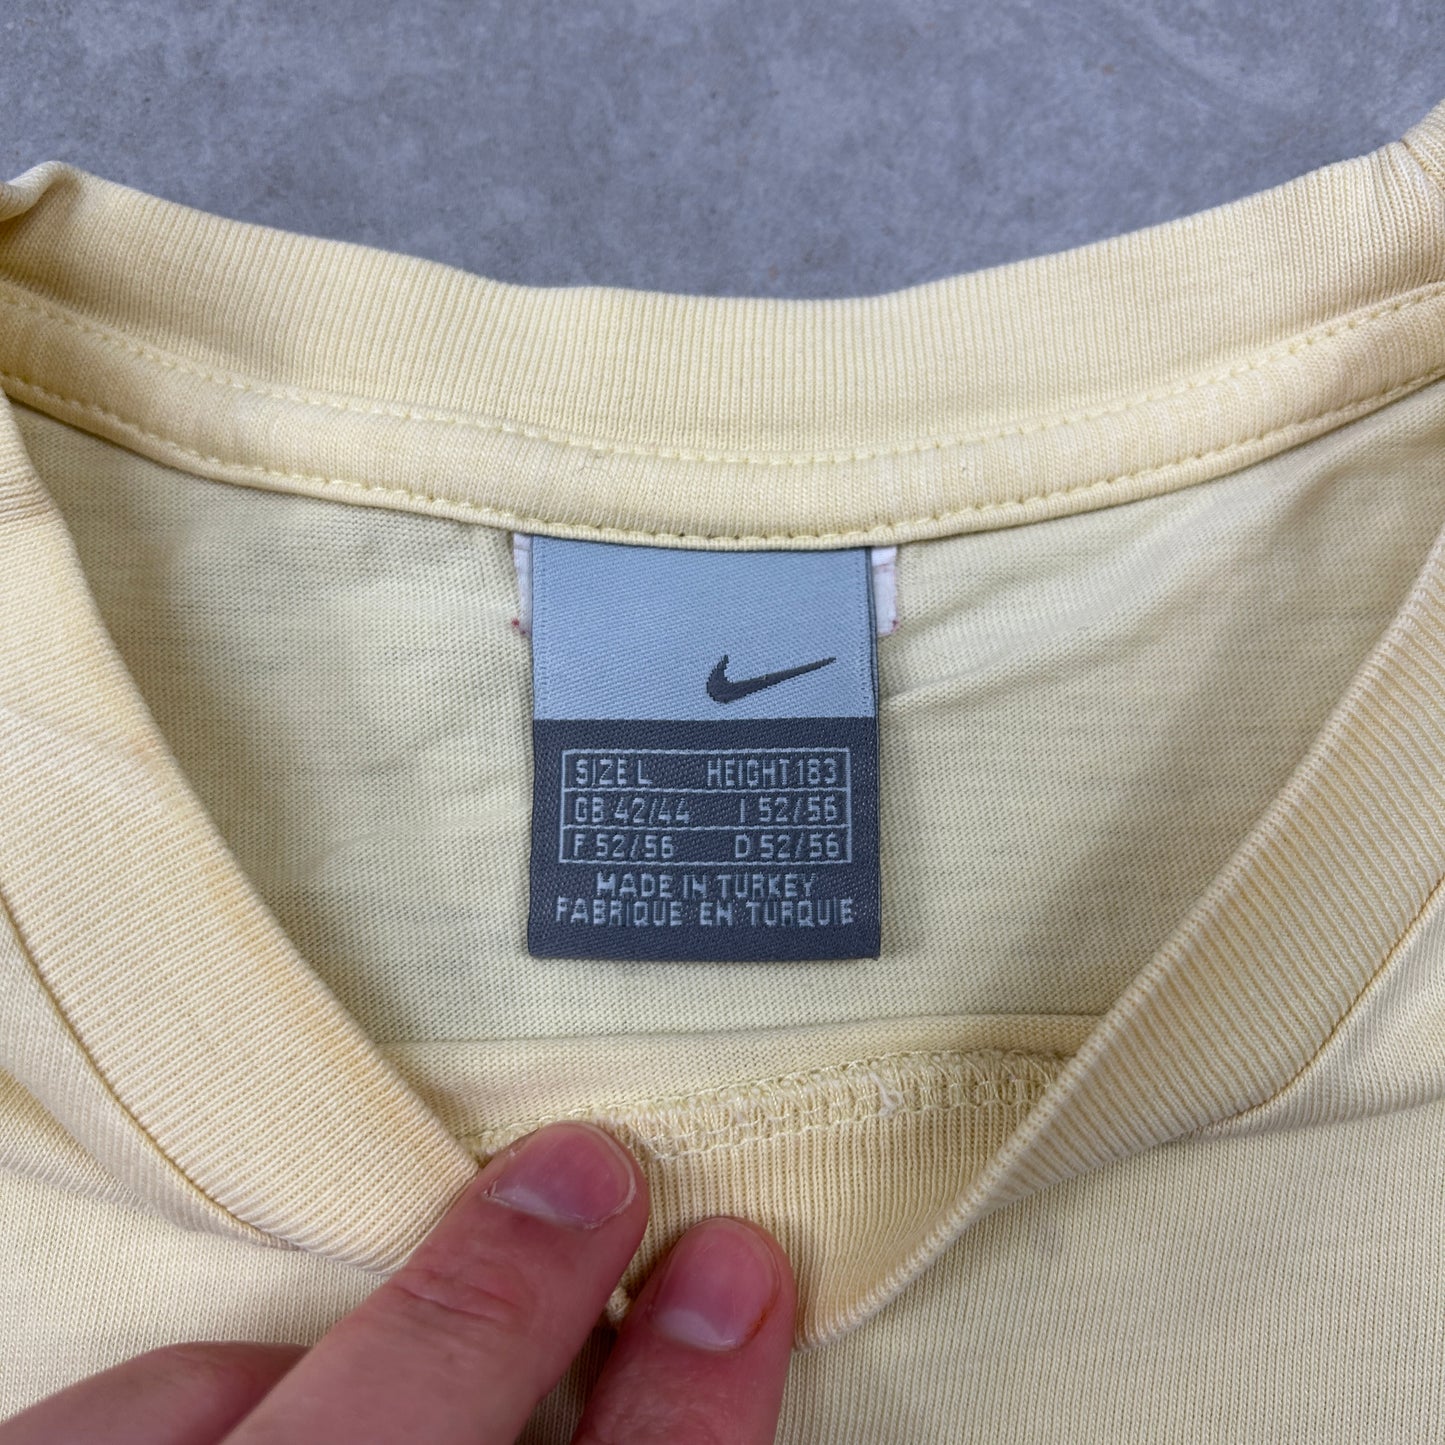 SIZE L HEIGHT 183
GB 42/44 I 52/56
F 52/56 D 52/56
MADE IN TURKEY
FABRIQUE EN TURQUIE